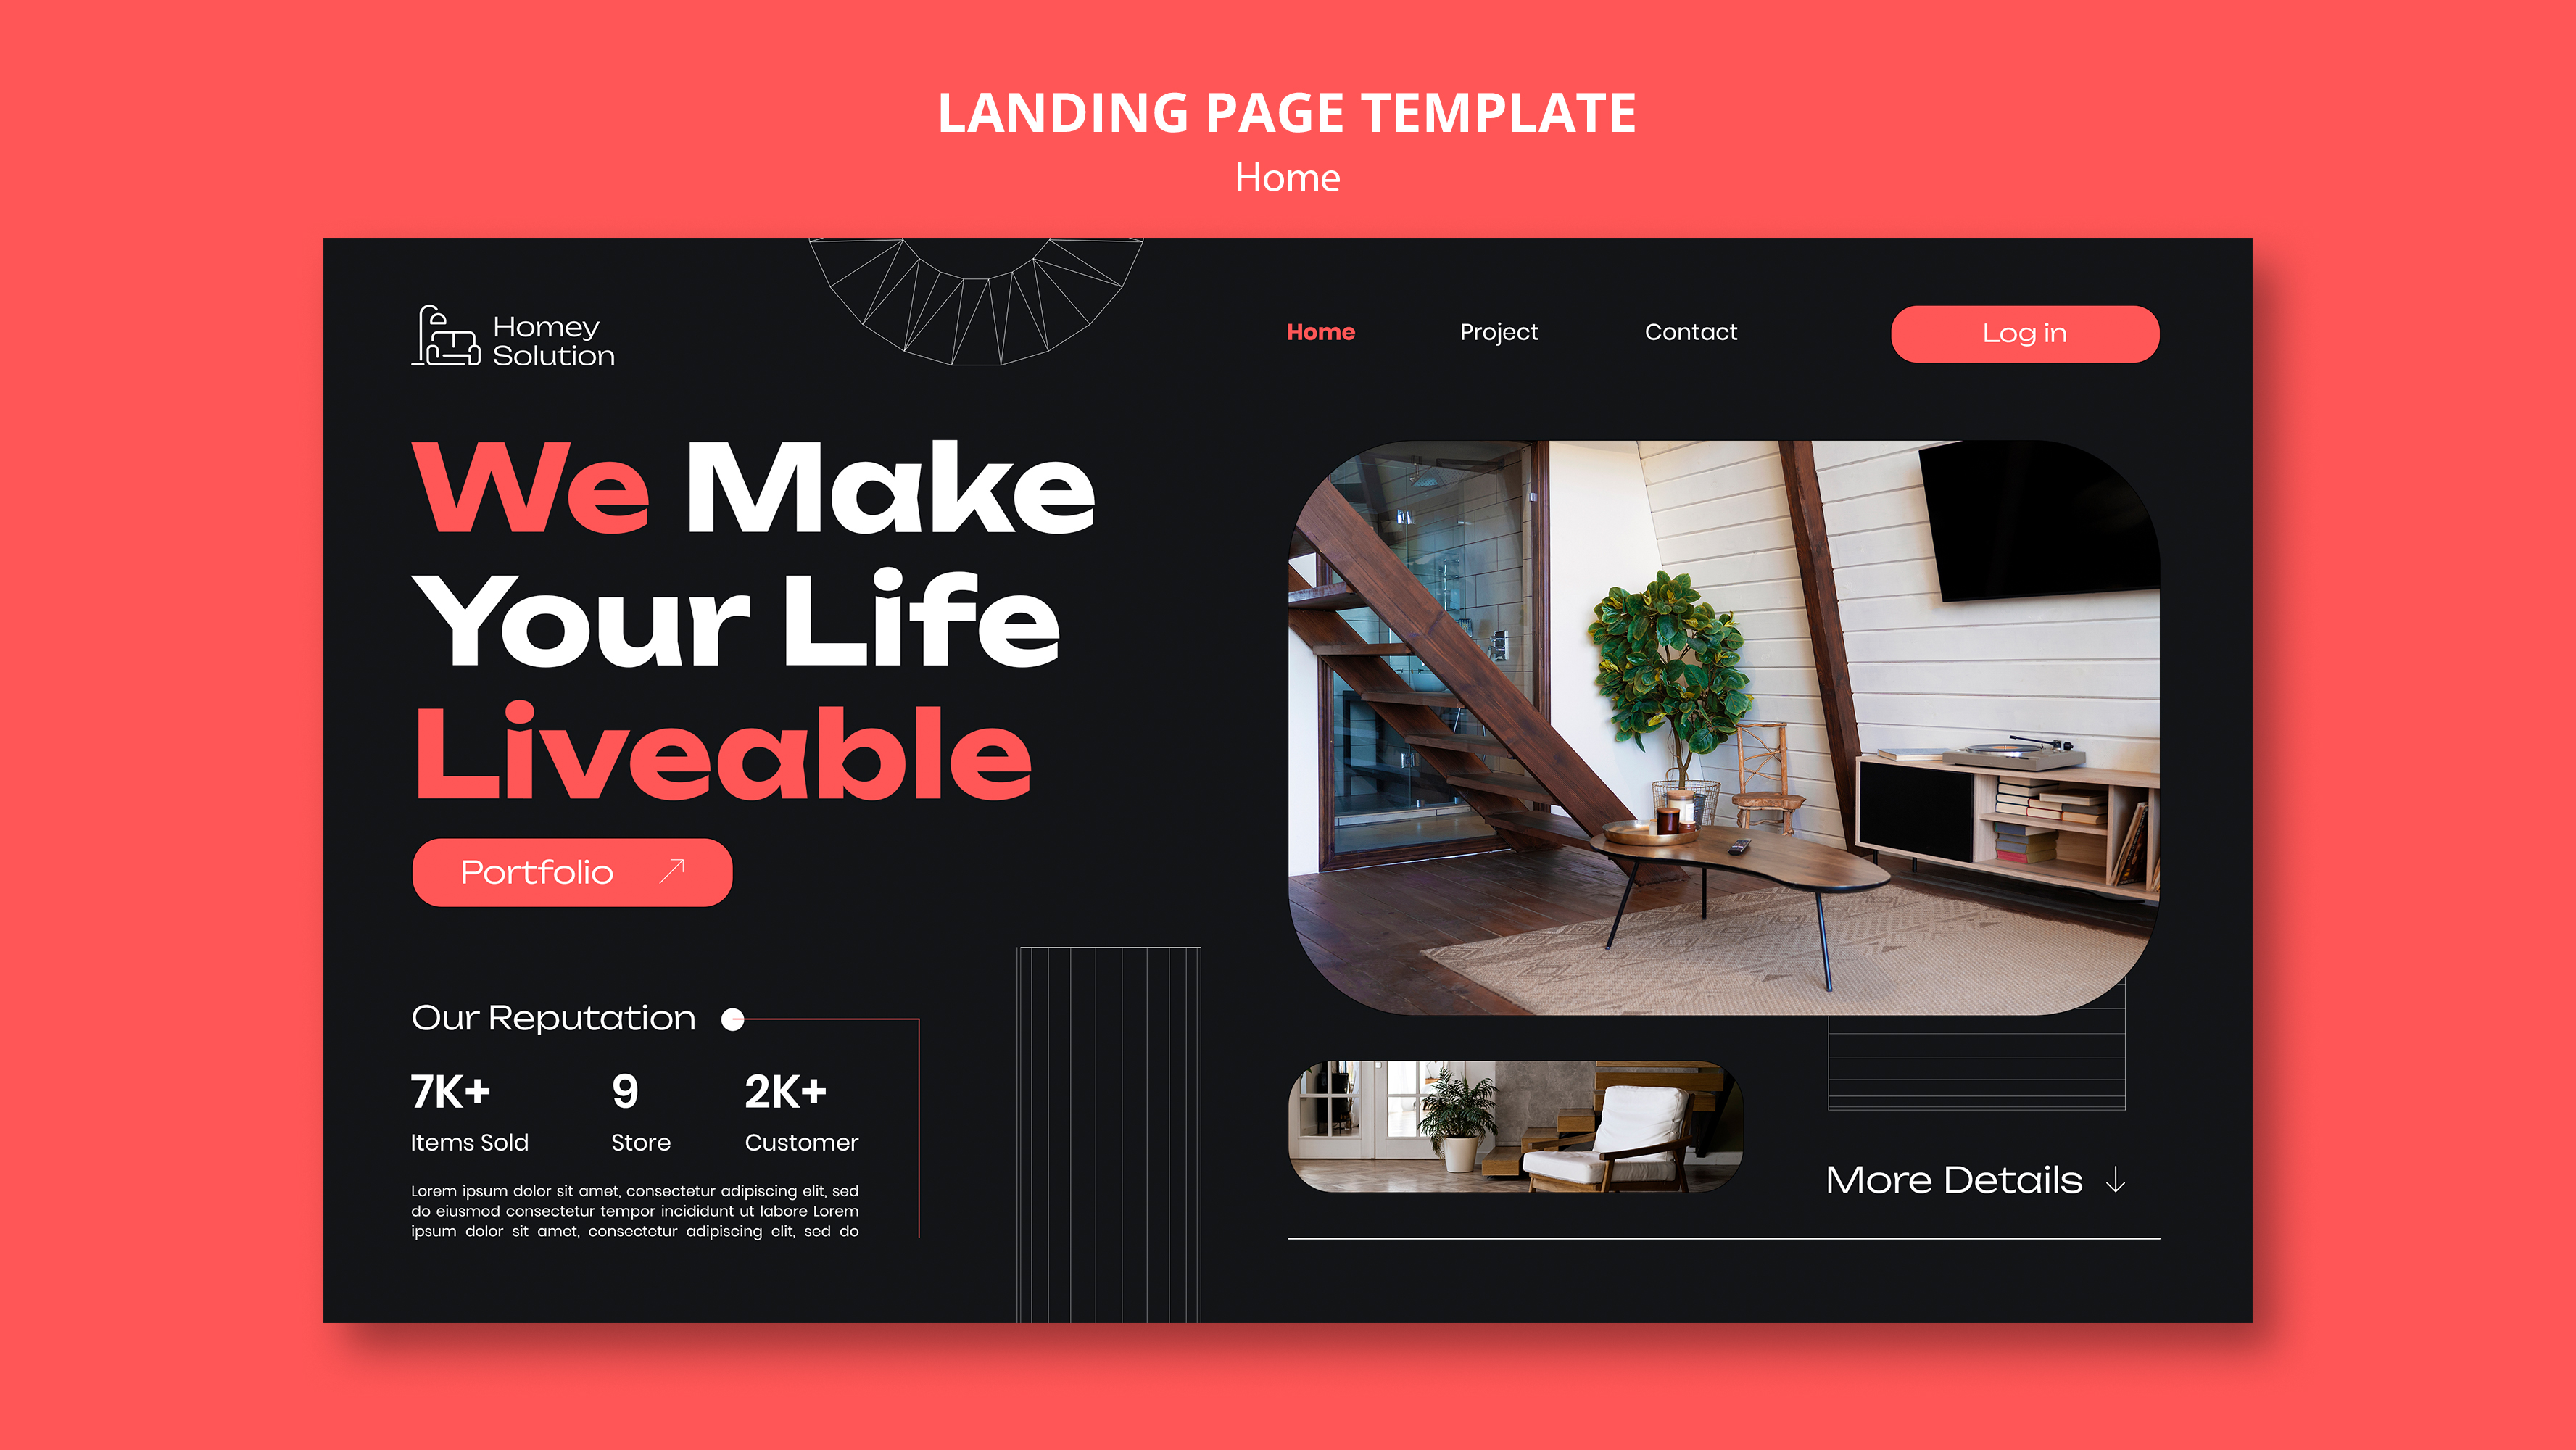 LANDING PAGE TEMPLATE
Home
Homey
Solution
Home
Project
Contact
Log in
We Make
Your Life
Liveable
Portfolio
Our Reputation
7K+
Items Sold
9
Store
2K+
Customer
Lorem ipsum dolor sit amet, consectetur adipiscing elit, sed
do eiusmod consectetur tempor incididunt ut labore Lorem
ipsum dolor sit amet, consectetur adipiscing elit, sed do
More Details